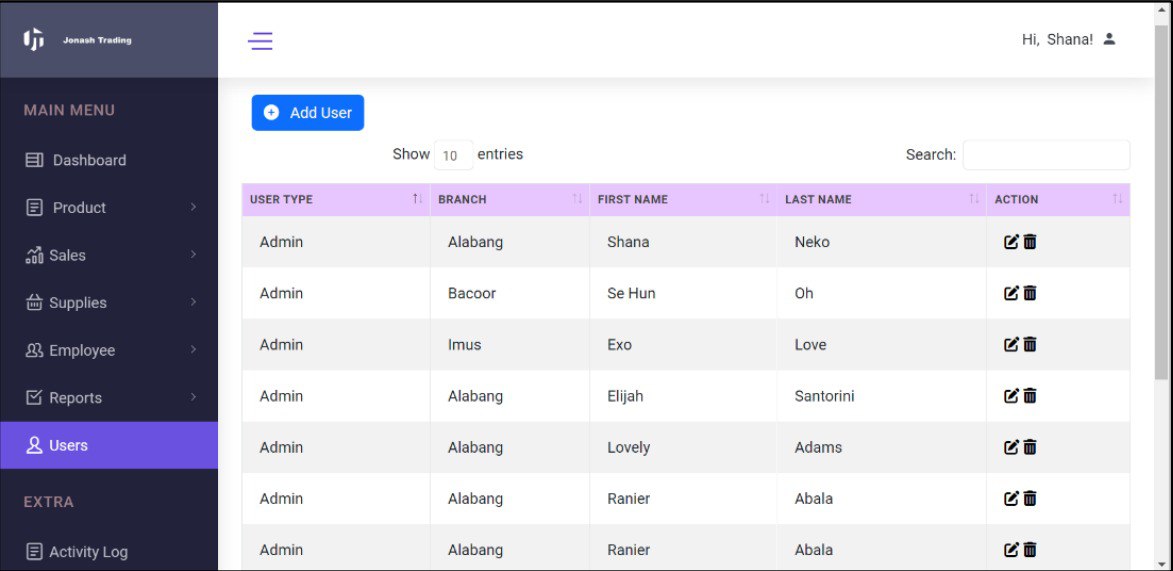 Jonash Trading
Hi, Shana!
MAIN MENU
Dashboard
Product
Sales
Supplies
Employee
Reports
Users
EXTRA
Activity Log
Add User
Show 10 entries
Search:
USER TYPE BRANCH FIRST NAME LAST NAME ACTION
Admin Alabang Shana Neko
Admin Bacoor Se Hun Oh
Admin Imus Exo Love
Admin Alabang Elijah Santorini
Admin Alabang Lovely Adams
Admin Alabang Ranier Abala
Admin Alabang Ranier Abala